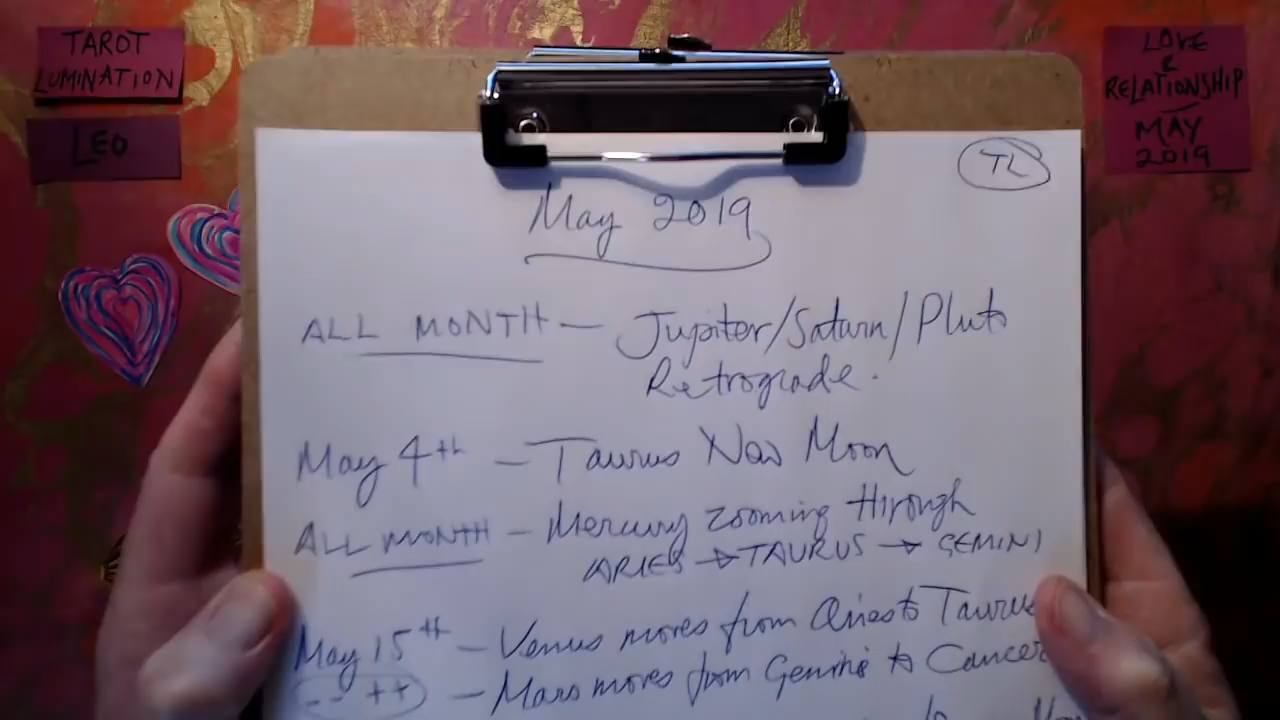 TAROT
LUMINATION
LEO
LOVE
&
RELATIONSHIP
MAY
2019
TL
May 2019
ALL MONTH — Jupiter/Saturn/Pluto
Retrograde.
May 4th — Taurus New Moon
ALL MONTH — Mercury zooming through
ARIES → TAURUS → GEMINI
May 15th — Venus moves from Aries to Taurus
— Mars moves from Gemini to Cancer